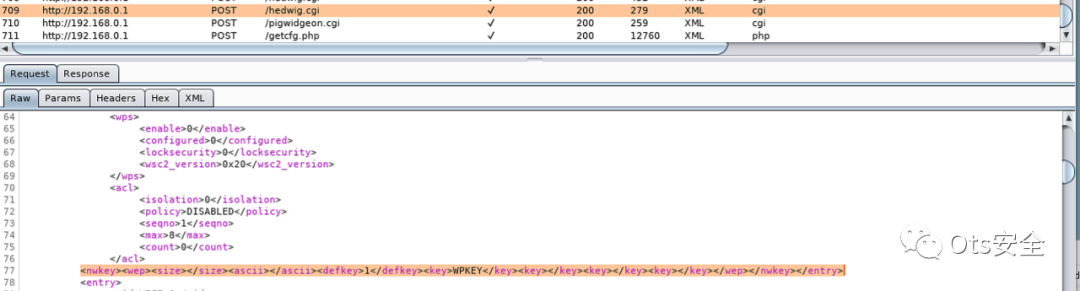 709 http://192.168.0.1 POST /hedwig.cgi ✓ 200 279 XML cgi
710 http://192.168.0.1 POST /pigwidgeon.cgi ✓ 200 259 XML cgi
711 http://192.168.0.1 POST /getcfg.php ✓ 200 12760 XML php
Request Response
Raw Params Headers Hex XML
64 <wps>
65 <enable>0</enable>
66 <configured>0</configured>
67 <locksecurity>0</locksecurity>
68 <wsc2_version>0x20</wsc2_version>
69 </wps>
70 <acl>
71 <isolation>0</isolation>
72 <policy>DISABLED</policy>
73 <seqno>1</seqno>
74 <max>8</max>
75 <count>0</count>
76 </acl>
77 <nwkey><wep><size></size><ascii></ascii><defkey>1</defkey><key>WPKEY</key><key></key><key></key><key></key></wep></nwkey></entry>
78 <entry>
Ots安全